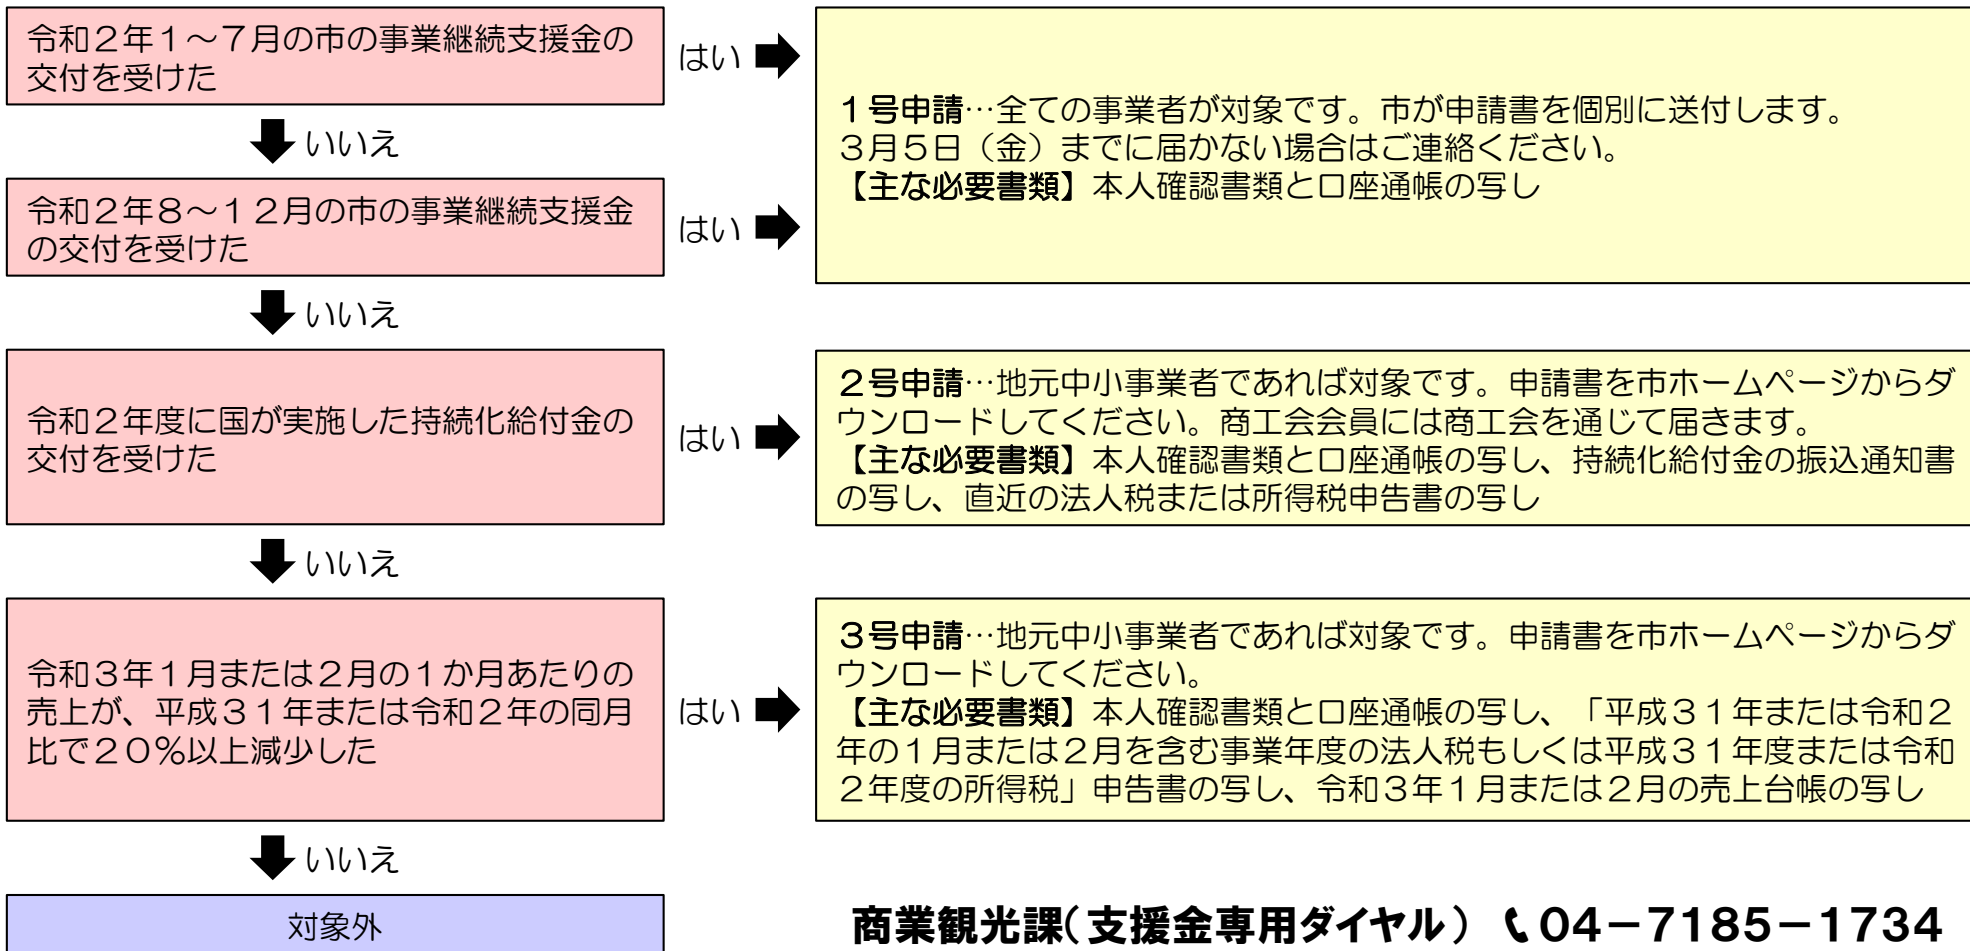 令和２年１～７月の市の事業継続支援金の
交付を受けた
はい
いいえ
令和２年８～１２月の市の事業継続支援金
の交付を受けた
はい
１号申請…全ての事業者が対象です。市が申請書を個別に送付します。
３月５日（金）までに届かない場合はご連絡ください。
【主な必要書類】本人確認書類と口座通帳の写し
いいえ
令和２年度に国が実施した持続化給付金の
交付を受けた
はい
２号申請…地元中小事業者であれば対象です。申請書を市ホームページからダ
ウンロードしてください。商工会会員には商工会を通じて届きます。
【主な必要書類】本人確認書類と口座通帳の写し、持続化給付金の振込通知書
の写し、直近の法人税または所得税申告書の写し
いいえ
令和３年１月または２月の１か月あたりの
売上が、平成３１年または令和２年の同月
比で２０％以上減少した
はい
３号申請…地元中小事業者であれば対象です。申請書を市ホームページからダ
ウンロードしてください。
【主な必要書類】本人確認書類と口座通帳の写し、「平成３１年または令和２
年の１月または２月を含む事業年度の法人税もしくは平成３１年度または令和
２年度の所得税」申告書の写し、令和３年１月または２月の売上台帳の写し
いいえ
対象外
商業観光課（支援金専用ダイヤル） 04－7185－1734